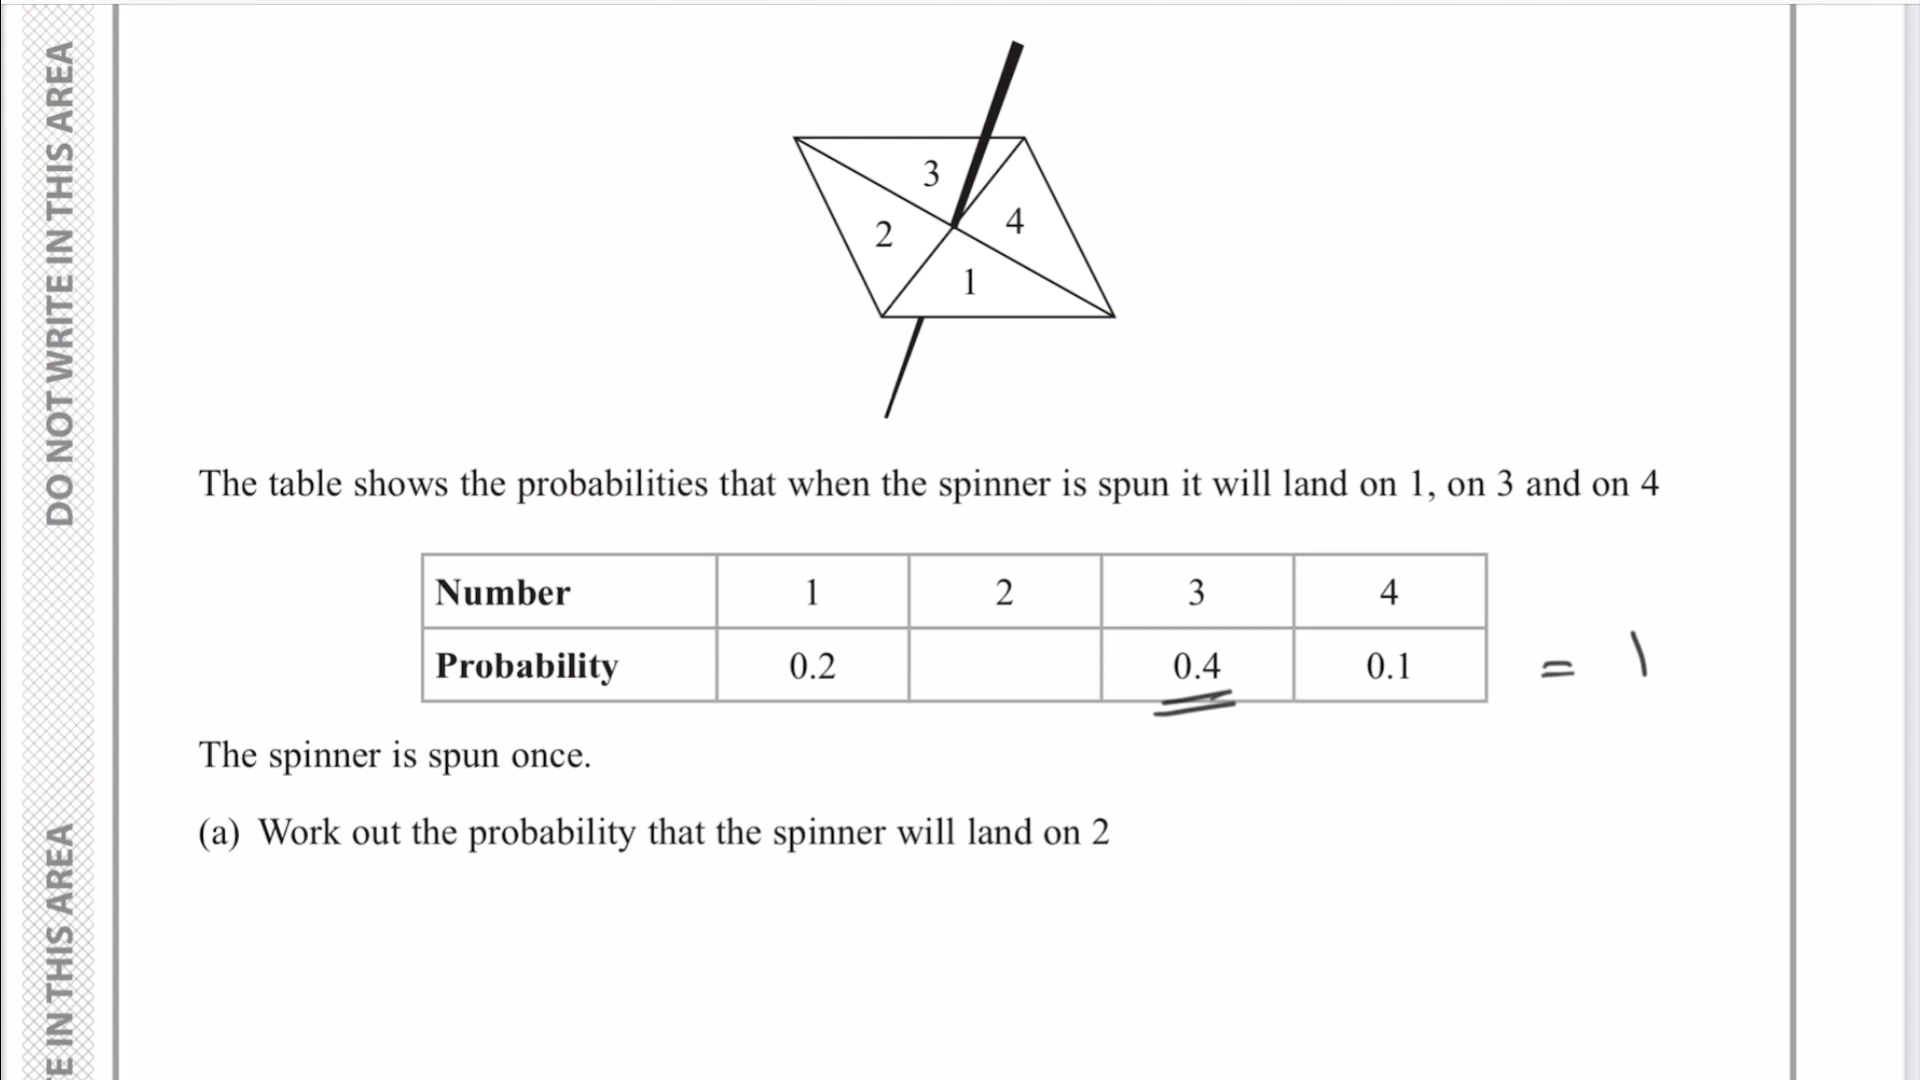 DO NOT WRITE IN THIS AREA
3
4
2
1
The table shows the probabilities that when the spinner is spun it will land on 1, on 3 and on 4
Number 1 2 3 4
Probability 0.2 0.4 0.1 = 1
The spinner is spun once.
(a) Work out the probability that the spinner will land on 2
TE IN THIS AREA